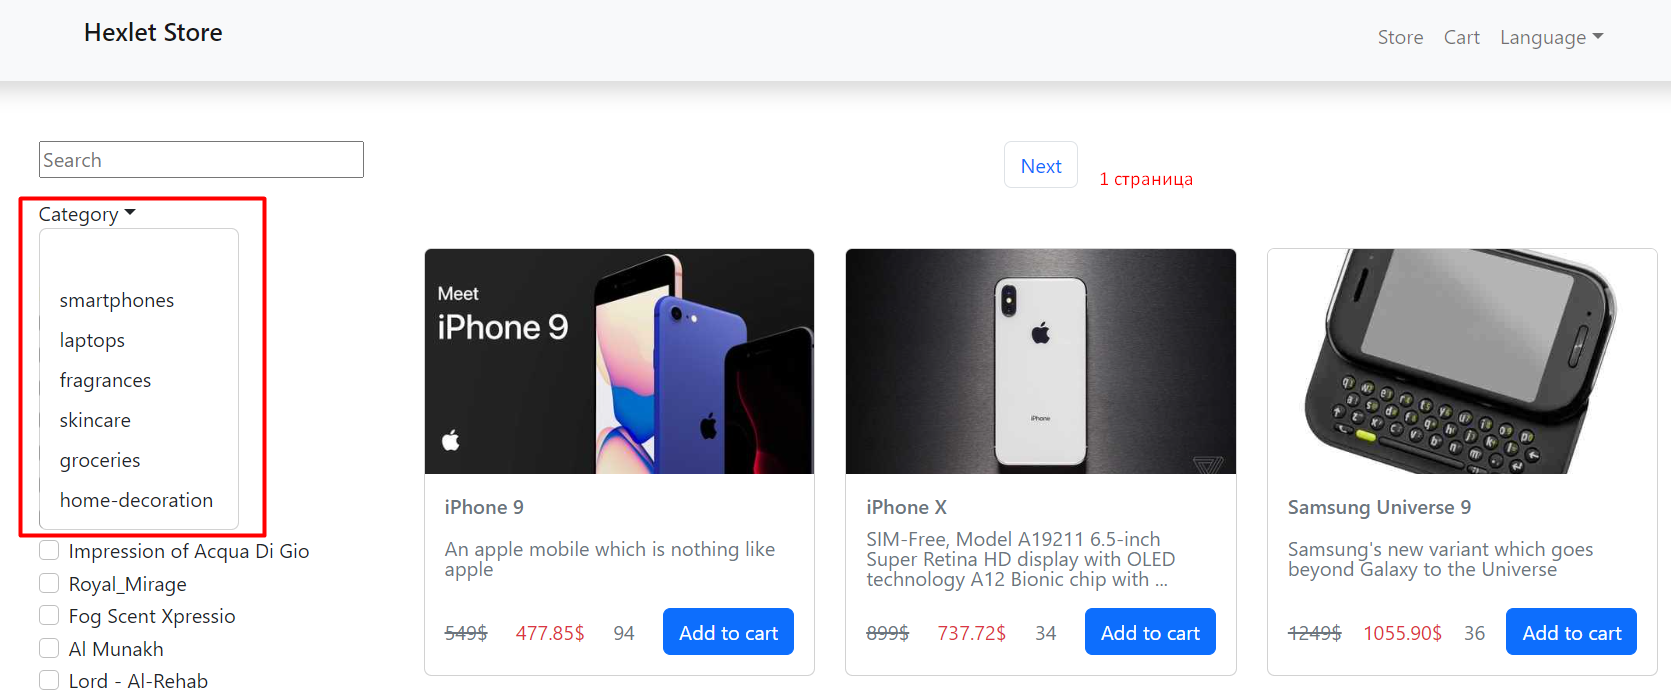 Hexlet Store
Store Cart Language
Search
Next
1 страница
Category
smartphones
laptops
fragrances
skincare
groceries
home-decoration
Impression of Acqua Di Gio
Royal_Mirage
Fog Scent Xpressio
Al Munakh
Lord - Al-Rehab
Meet
iPhone 9
iPhone 9
An apple mobile which is nothing like
apple
549$ 477.85$ 94 Add to cart
iPhone
iPhone X
SIM-Free, Model A19211 6.5-inch
Super Retina HD display with OLED
technology A12 Bionic chip with ...
899$ 737.72$ 34 Add to cart
Samsung Universe 9
Samsung's new variant which goes
beyond Galaxy to the Universe
1249$ 1055.90$ 36 Add to cart